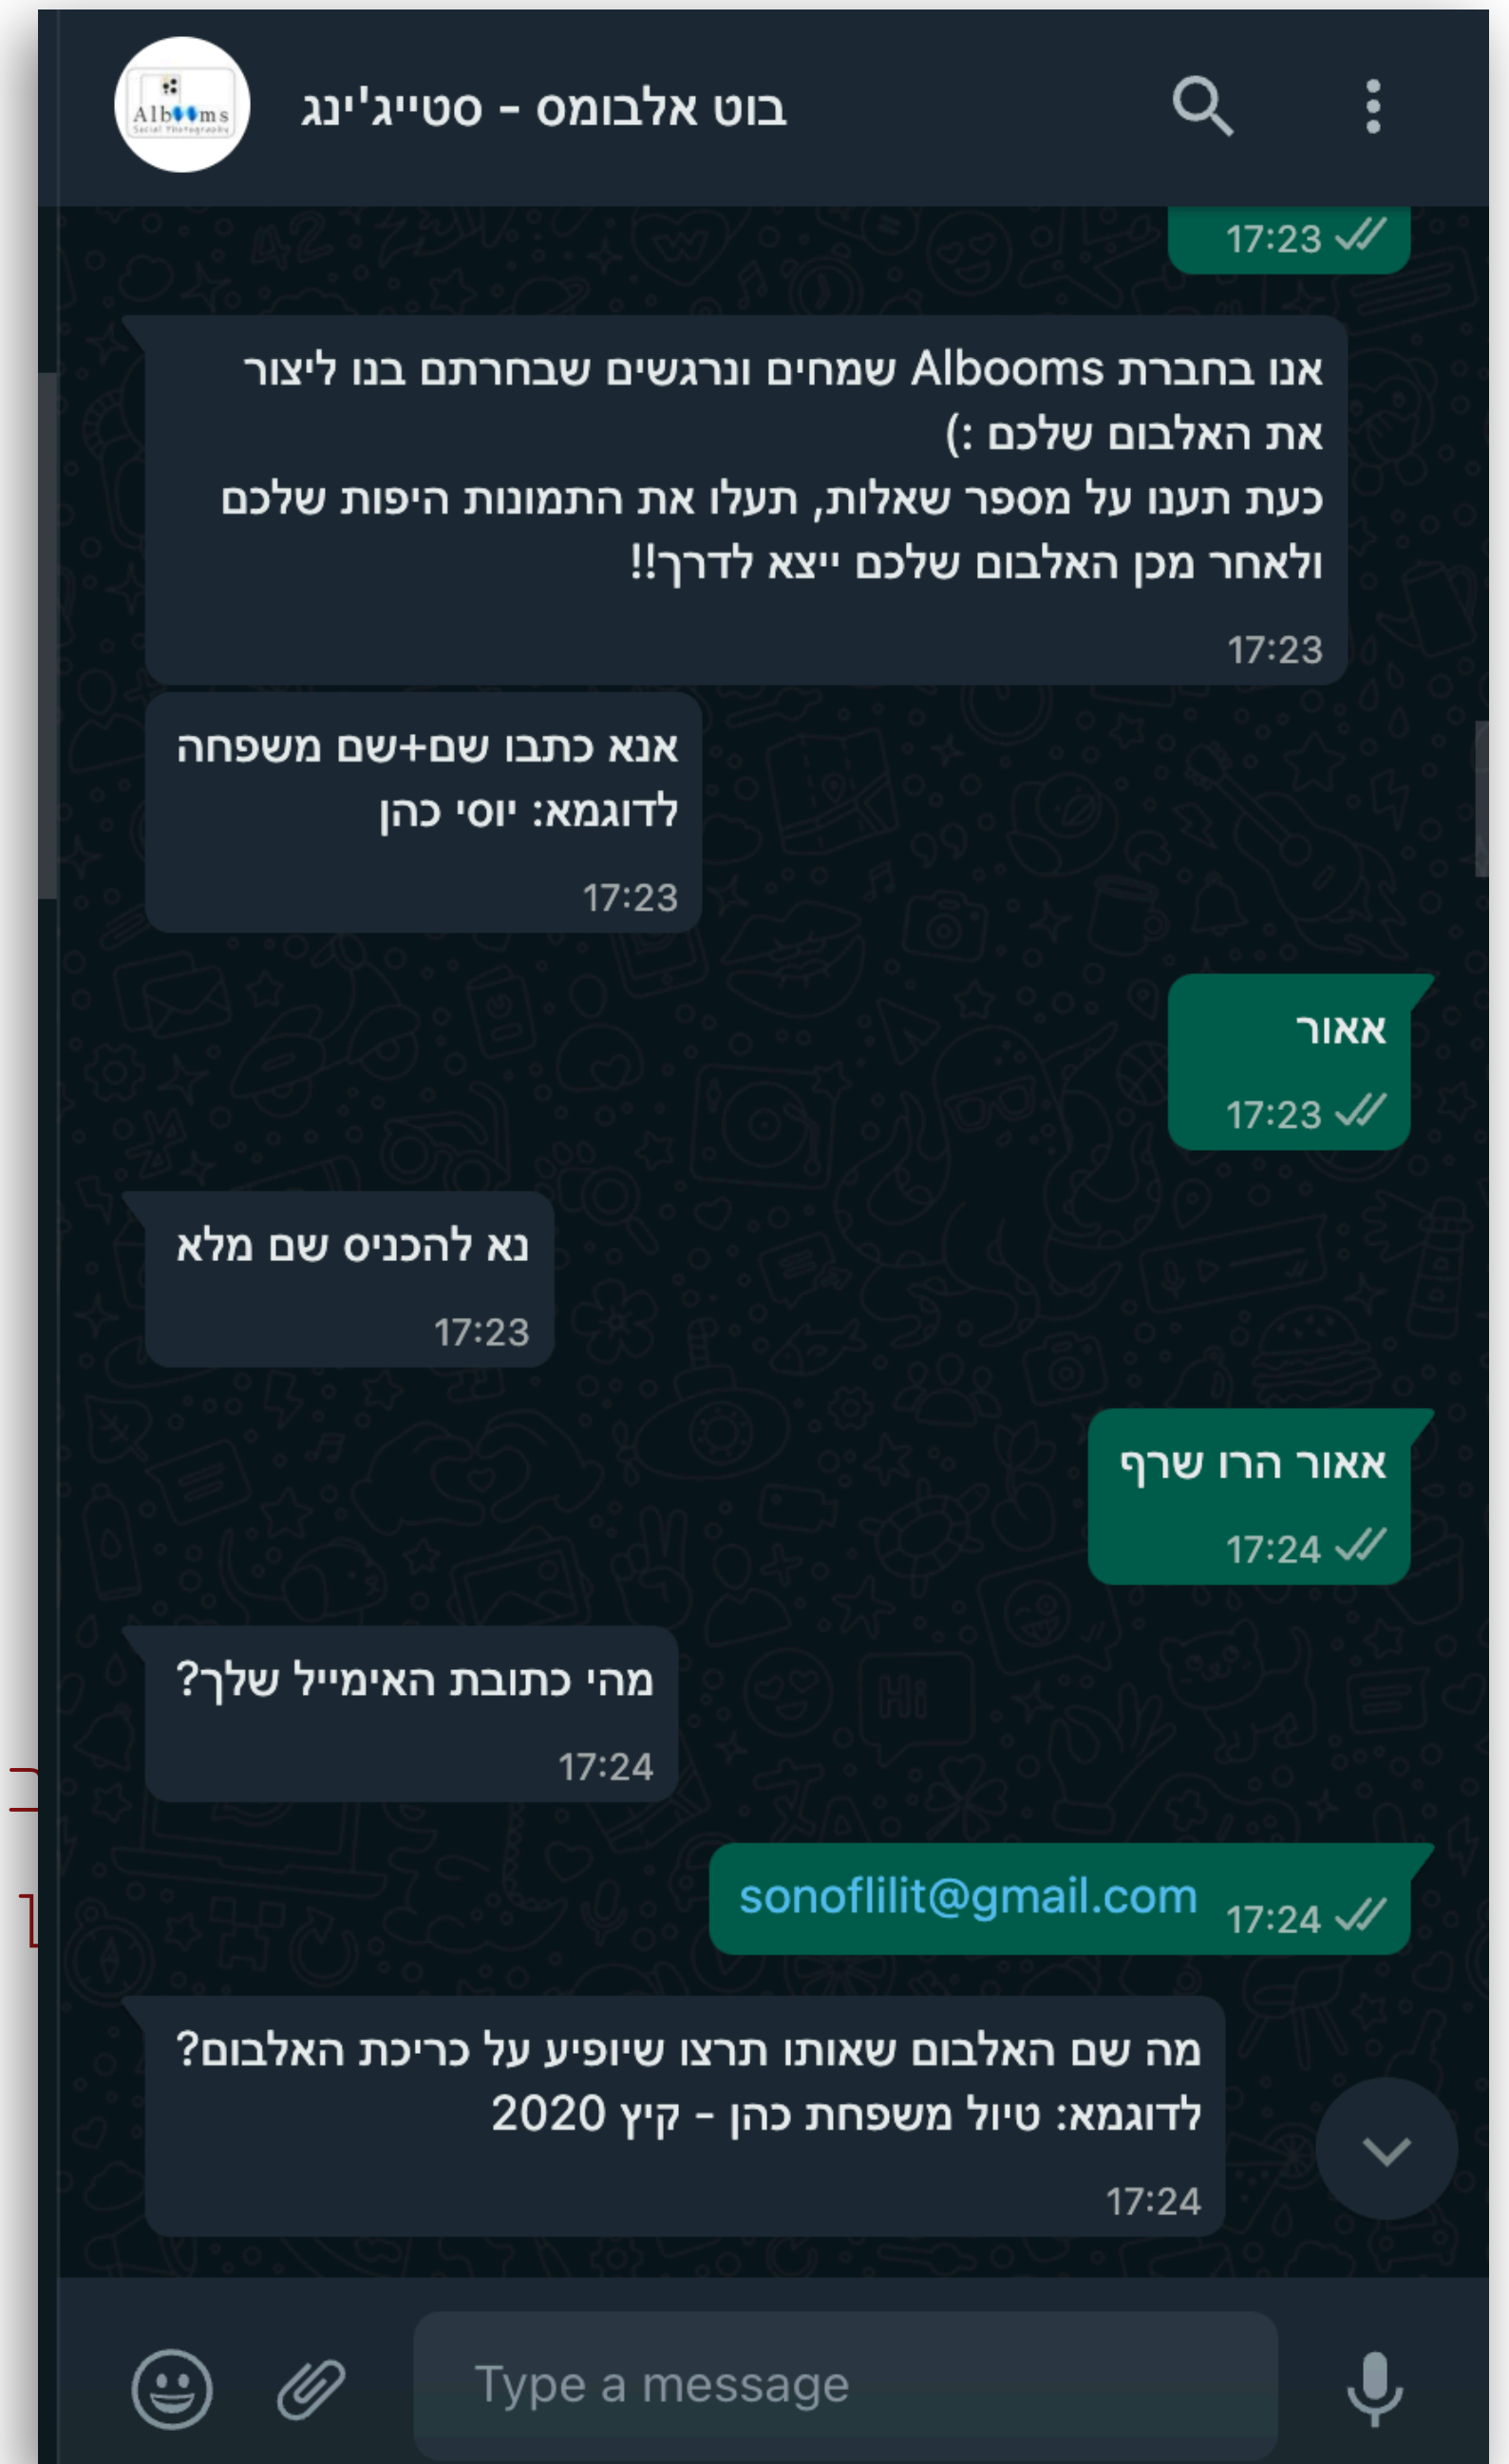 Albooms
Social Photography
בוט אלבומס - סטייג'ינג
17:23
אנו בחברת Albooms שמחים ונרגשים שבחרתם בנו ליצור
את האלבום שלכם :)
כעת תענו על מספר שאלות, תעלו את התמונות היפות שלכם
ולאחר מכן האלבום שלכם ייצא לדרך!!
17:23
אנא כתבו שם+שם משפחה
לדוגמא: יוסי כהן
17:23
אאור
17:23
נא להכניס שם מלא
17:23
אאור הרו שרף
17:24
מהי כתובת האימייל שלך?
17:24
sonoflilit@gmail.com 17:24
מה שם האלבום שאותו תרצו שיופיע על כריכת האלבום?
לדוגמא: טיול משפחת כהן - קיץ 2020
17:24
Type a message